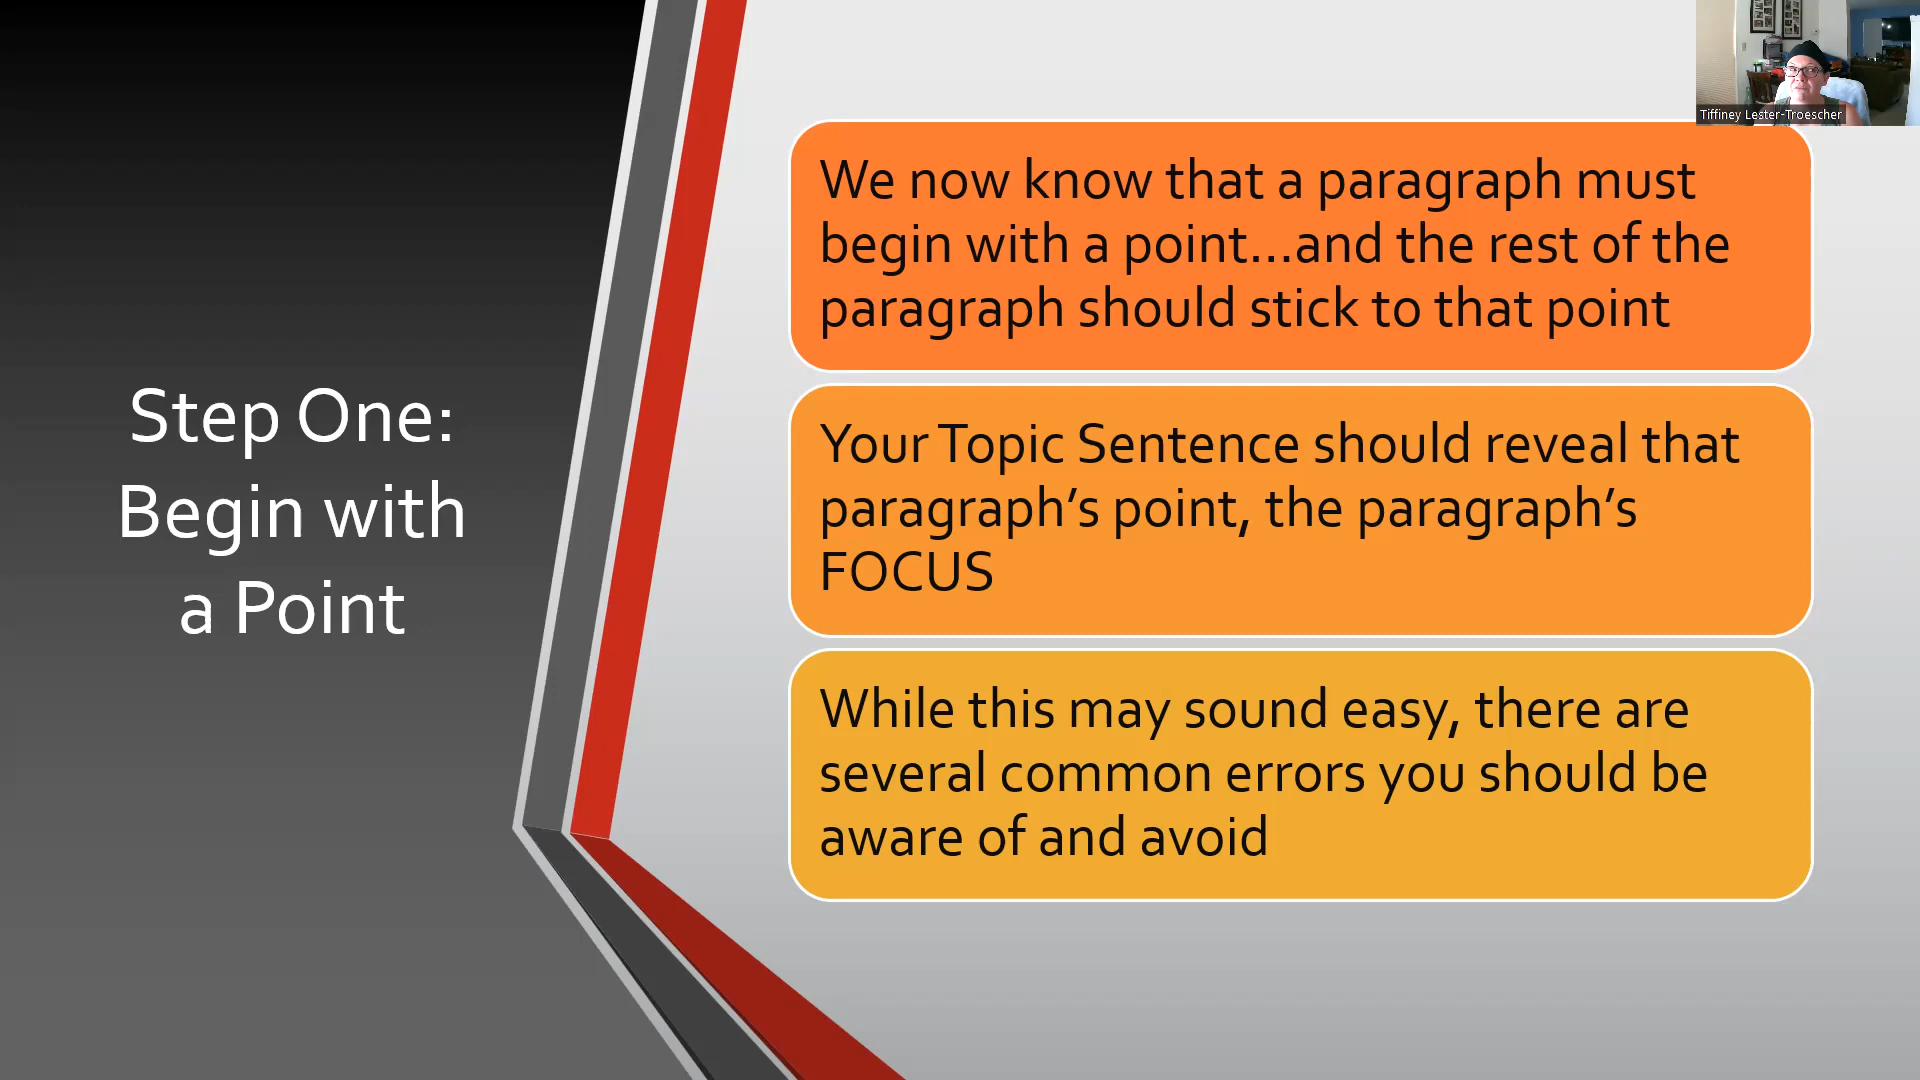 Step One:
Begin with
a Point
We now know that a paragraph must
begin with a point...and the rest of the
paragraph should stick to that point
Your Topic Sentence should reveal that
paragraph’s point, the paragraph’s
FOCUS
While this may sound easy, there are
several common errors you should be
aware of and avoid
Tiffiney Lester-Troescher